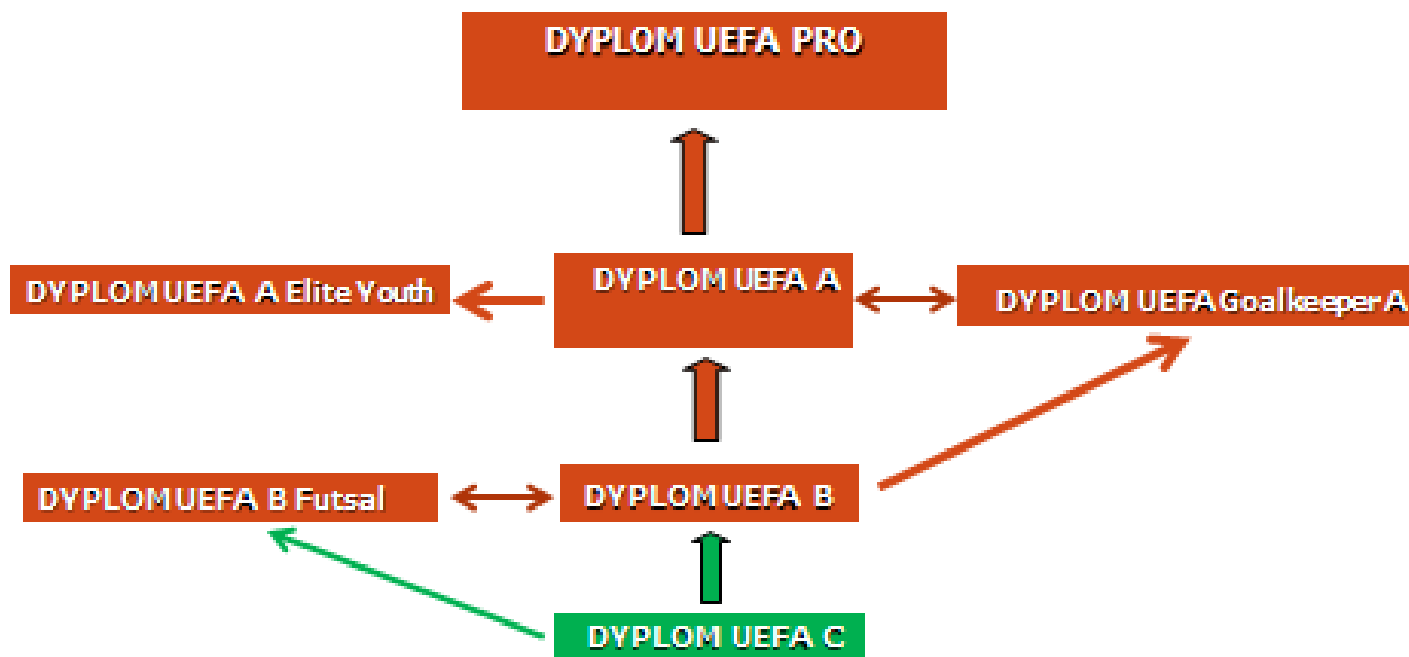 DYPLOM UEFA PRO
DYPLOM UEFA A Elite Youth
DYPLOM UEFA A
DYPLOM UEFA Goalkeeper A
DYPLOM UEFA B Futsal
DYPLOM UEFA B
DYPLOM UEFA C